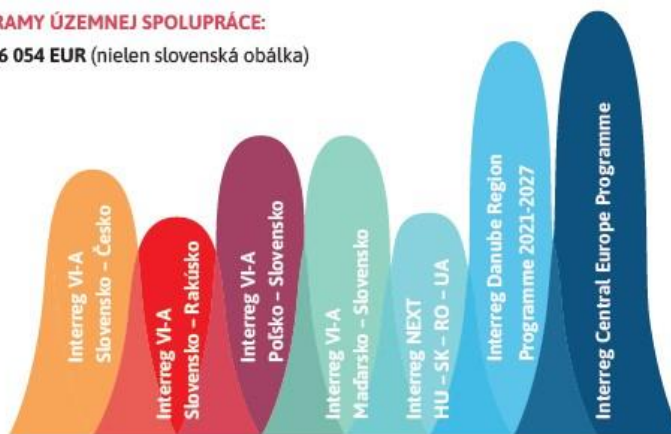 RAMY ÚZEMNEJ SPOLUPRÁCE:
6 054 EUR (nielen slovenská obálka)
Interreg VI-A
Slovensko – Česko
Interreg VI-A
Slovensko – Rakúsko
Interreg VI-A
Poľsko – Slovensko
Interreg VI-A
Maďarsko – Slovensko
Interreg NEXT
HU – SK – RO – UA
Interreg Danube Region
Programme 2021-2027
Interreg Central Europe Programme